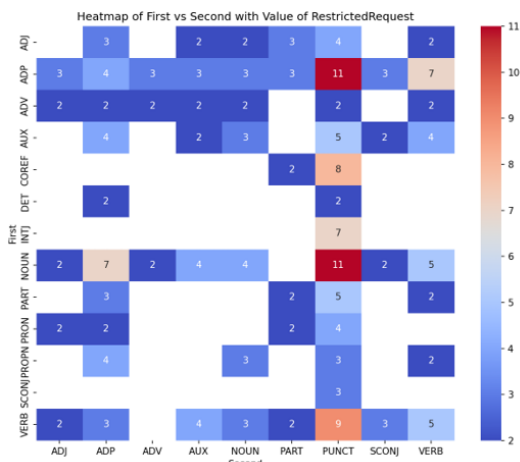 Heatmap of First vs Second with Value of RestrictedRequest
ADJ 3 2 2 3 4 2
ADP 3 4 3 3 3 3 11 3 7
ADV 2 2 2 2 2 2 2
AUX 4 2 3 5 2 4
COREF 2 8
DET 2 2
INTJ 7
NOUN 2 7 2 4 4 11 2 5
PART 3 2 5 2
PRON 2 2 2 4
PROPN 4 3 3 2
SCONJ 3
VERB 2 3 4 3 2 9 3 5
First
ADJ ADP ADV AUX NOUN PART PUNCT SCONJ VERB
Second
11
10
9
8
7
6
5
4
3
2